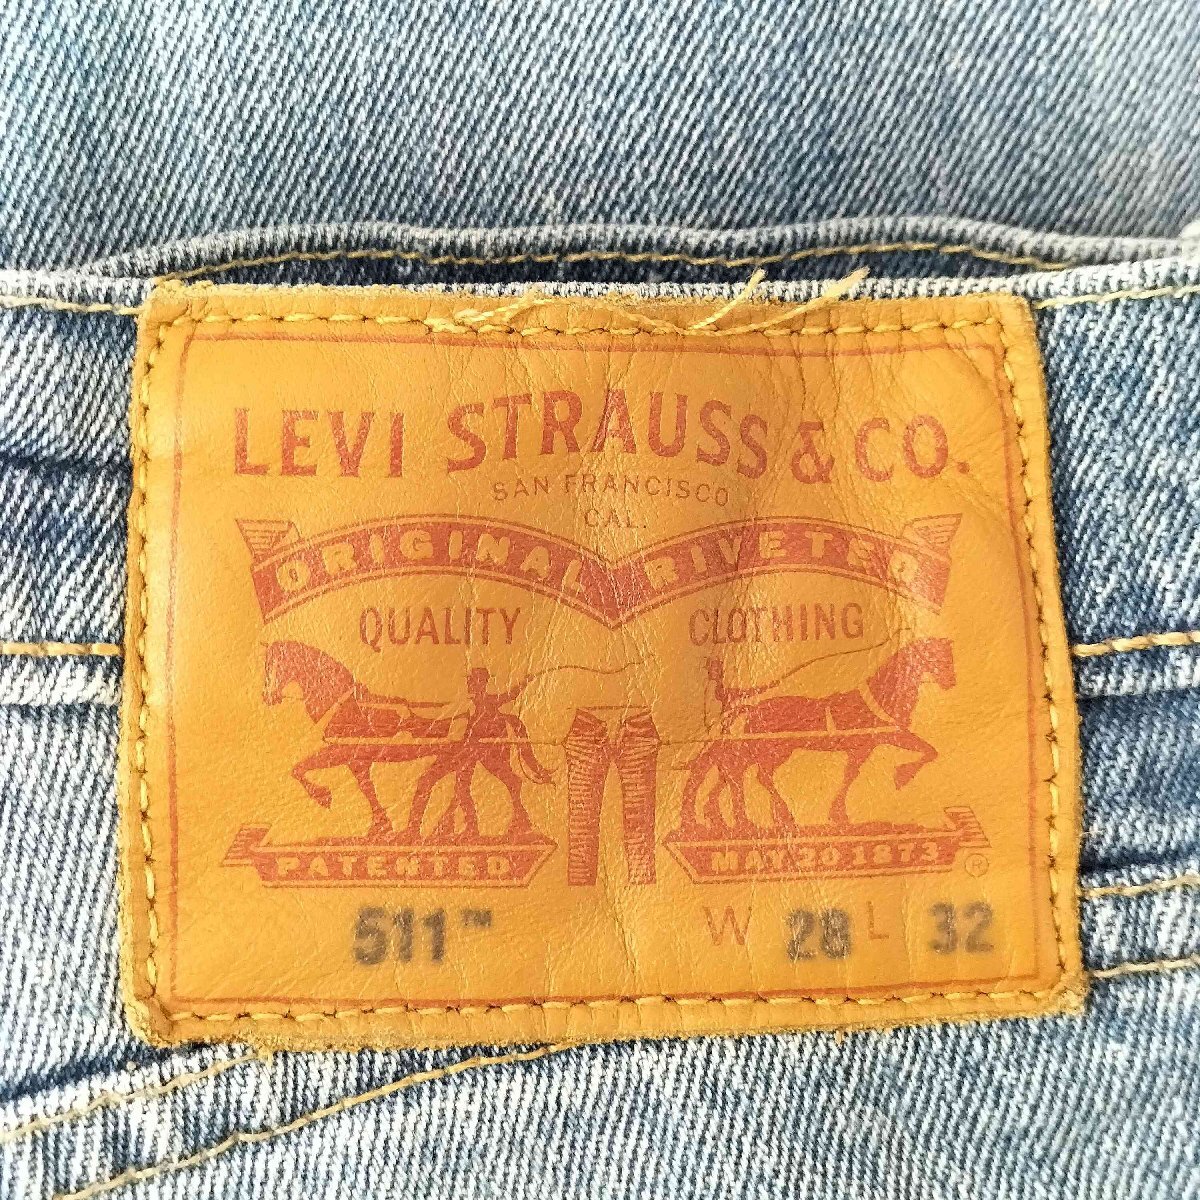 LEVI STRAUSS & CO.
SAN FRANCISCO
CAL.
ORIGINAL RIVETED
QUALITY CLOTHING
PATENTED MAY 20 1873 ®
511™ W 28 L 32